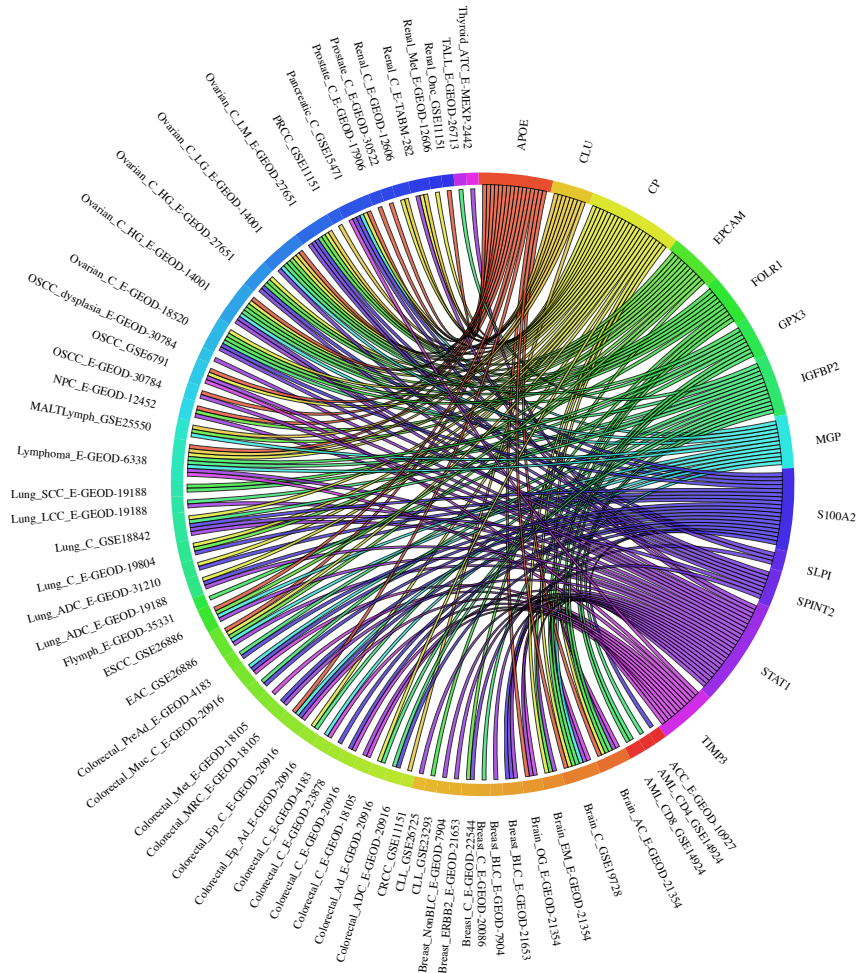 APOE
CLU
CP
EPCAM
FOLR1
GPX3
IGFBP2
MGP
S100A2
SLPI
SPINT2
STAT1
TIMP3
ACC_E-GEOD-10927
AML_CD4_GSE14924
AML_CD8_GSE14924
Brain_AC_E-GEOD-21354
Brain_C_GSE19728
Brain_EM_E-GEOD-21354
Brain_OG_E-GEOD-21354
Breast_BLC_E-GEOD-21653
Breast_BLC_E-GEOD-7904
Breast_C_E-GEOD-20086
Breast_C_E-GEOD-22544
Breast_ERBB2_E-GEOD-21653
Breast_NonBLC_E-GEOD-7904
CLL_GSE23293
CLL_GSE26725
CRCC_GSE11151
Colorectal_ADC_E-GEOD-20916
Colorectal_Ad_E-GEOD-20916
Colorectal_C_E-GEOD-18105
Colorectal_C_E-GEOD-20916
Colorectal_C_E-GEOD-23878
Colorectal_C_E-GEOD-4183
Colorectal_Ep_Ad_E-GEOD-20916
Colorectal_Ep_C_E-GEOD-20916
Colorectal_MRC_E-GEOD-18105
Colorectal_Met_E-GEOD-18105
Colorectal_Muc_C_E-GEOD-20916
Colorectal_PreAd_E-GEOD-4183
EAC_GSE26886
ESCC_GSE26886
Flymph_E-GEOD-35331
Lung_ADC_E-GEOD-19188
Lung_ADC_E-GEOD-31210
Lung_C_E-GEOD-19804
Lung_C_GSE18842
Lung_LCC_E-GEOD-19188
Lung_SCC_E-GEOD-19188
Lymphoma_E-GEOD-6338
MALTLymph_GSE25550
NPC_E-GEOD-12452
OSCC_E-GEOD-30784
OSCC_GSE6791
OSCC_dysplasia_E-GEOD-30784
Ovarian_C_E-GEOD-18520
Ovarian_C_HG_E-GEOD-14001
Ovarian_C_HG_E-GEOD-27651
Ovarian_C_LG_E-GEOD-14001
Ovarian_C_LM_E-GEOD-27651
PRCC_GSE11151
Pancreatic_C_GSE15471
Prostate_C_E-GEOD-17906
Prostate_C_E-GEOD-30522
Renal_C_E-GEOD-12606
Renal_C_E-TABM-282
Renal_Met_E-GEOD-12606
Renal_Onc_GSE11151
TALL_E-GEOD-26713
Thyroid_ATC_E-MEXP-2442